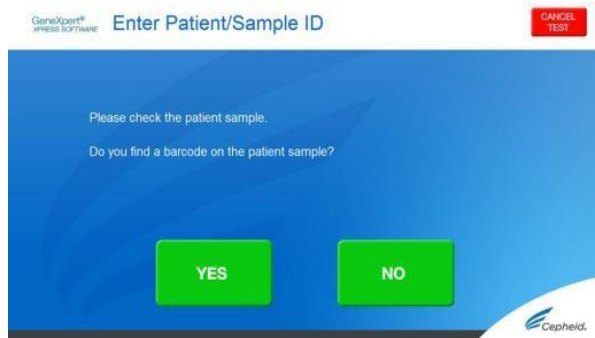 GeneXpert®
XPRESS SOFTWARE
Enter Patient/Sample ID
CANCEL
TEST
Please check the patient sample.
Do you find a barcode on the patient sample?
YES
NO
Cepheid.